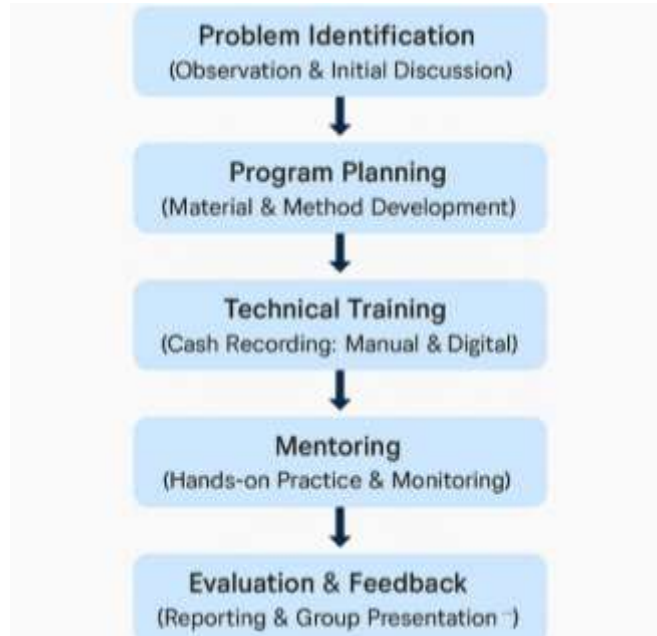 Problem Identification
(Observation & Initial Discussion)
Program Planning
(Material & Method Development)
Technical Training
(Cash Recording: Manual & Digital)
Mentoring
(Hands-on Practice & Monitoring)
Evaluation & Feedback
(Reporting & Group Presentation )